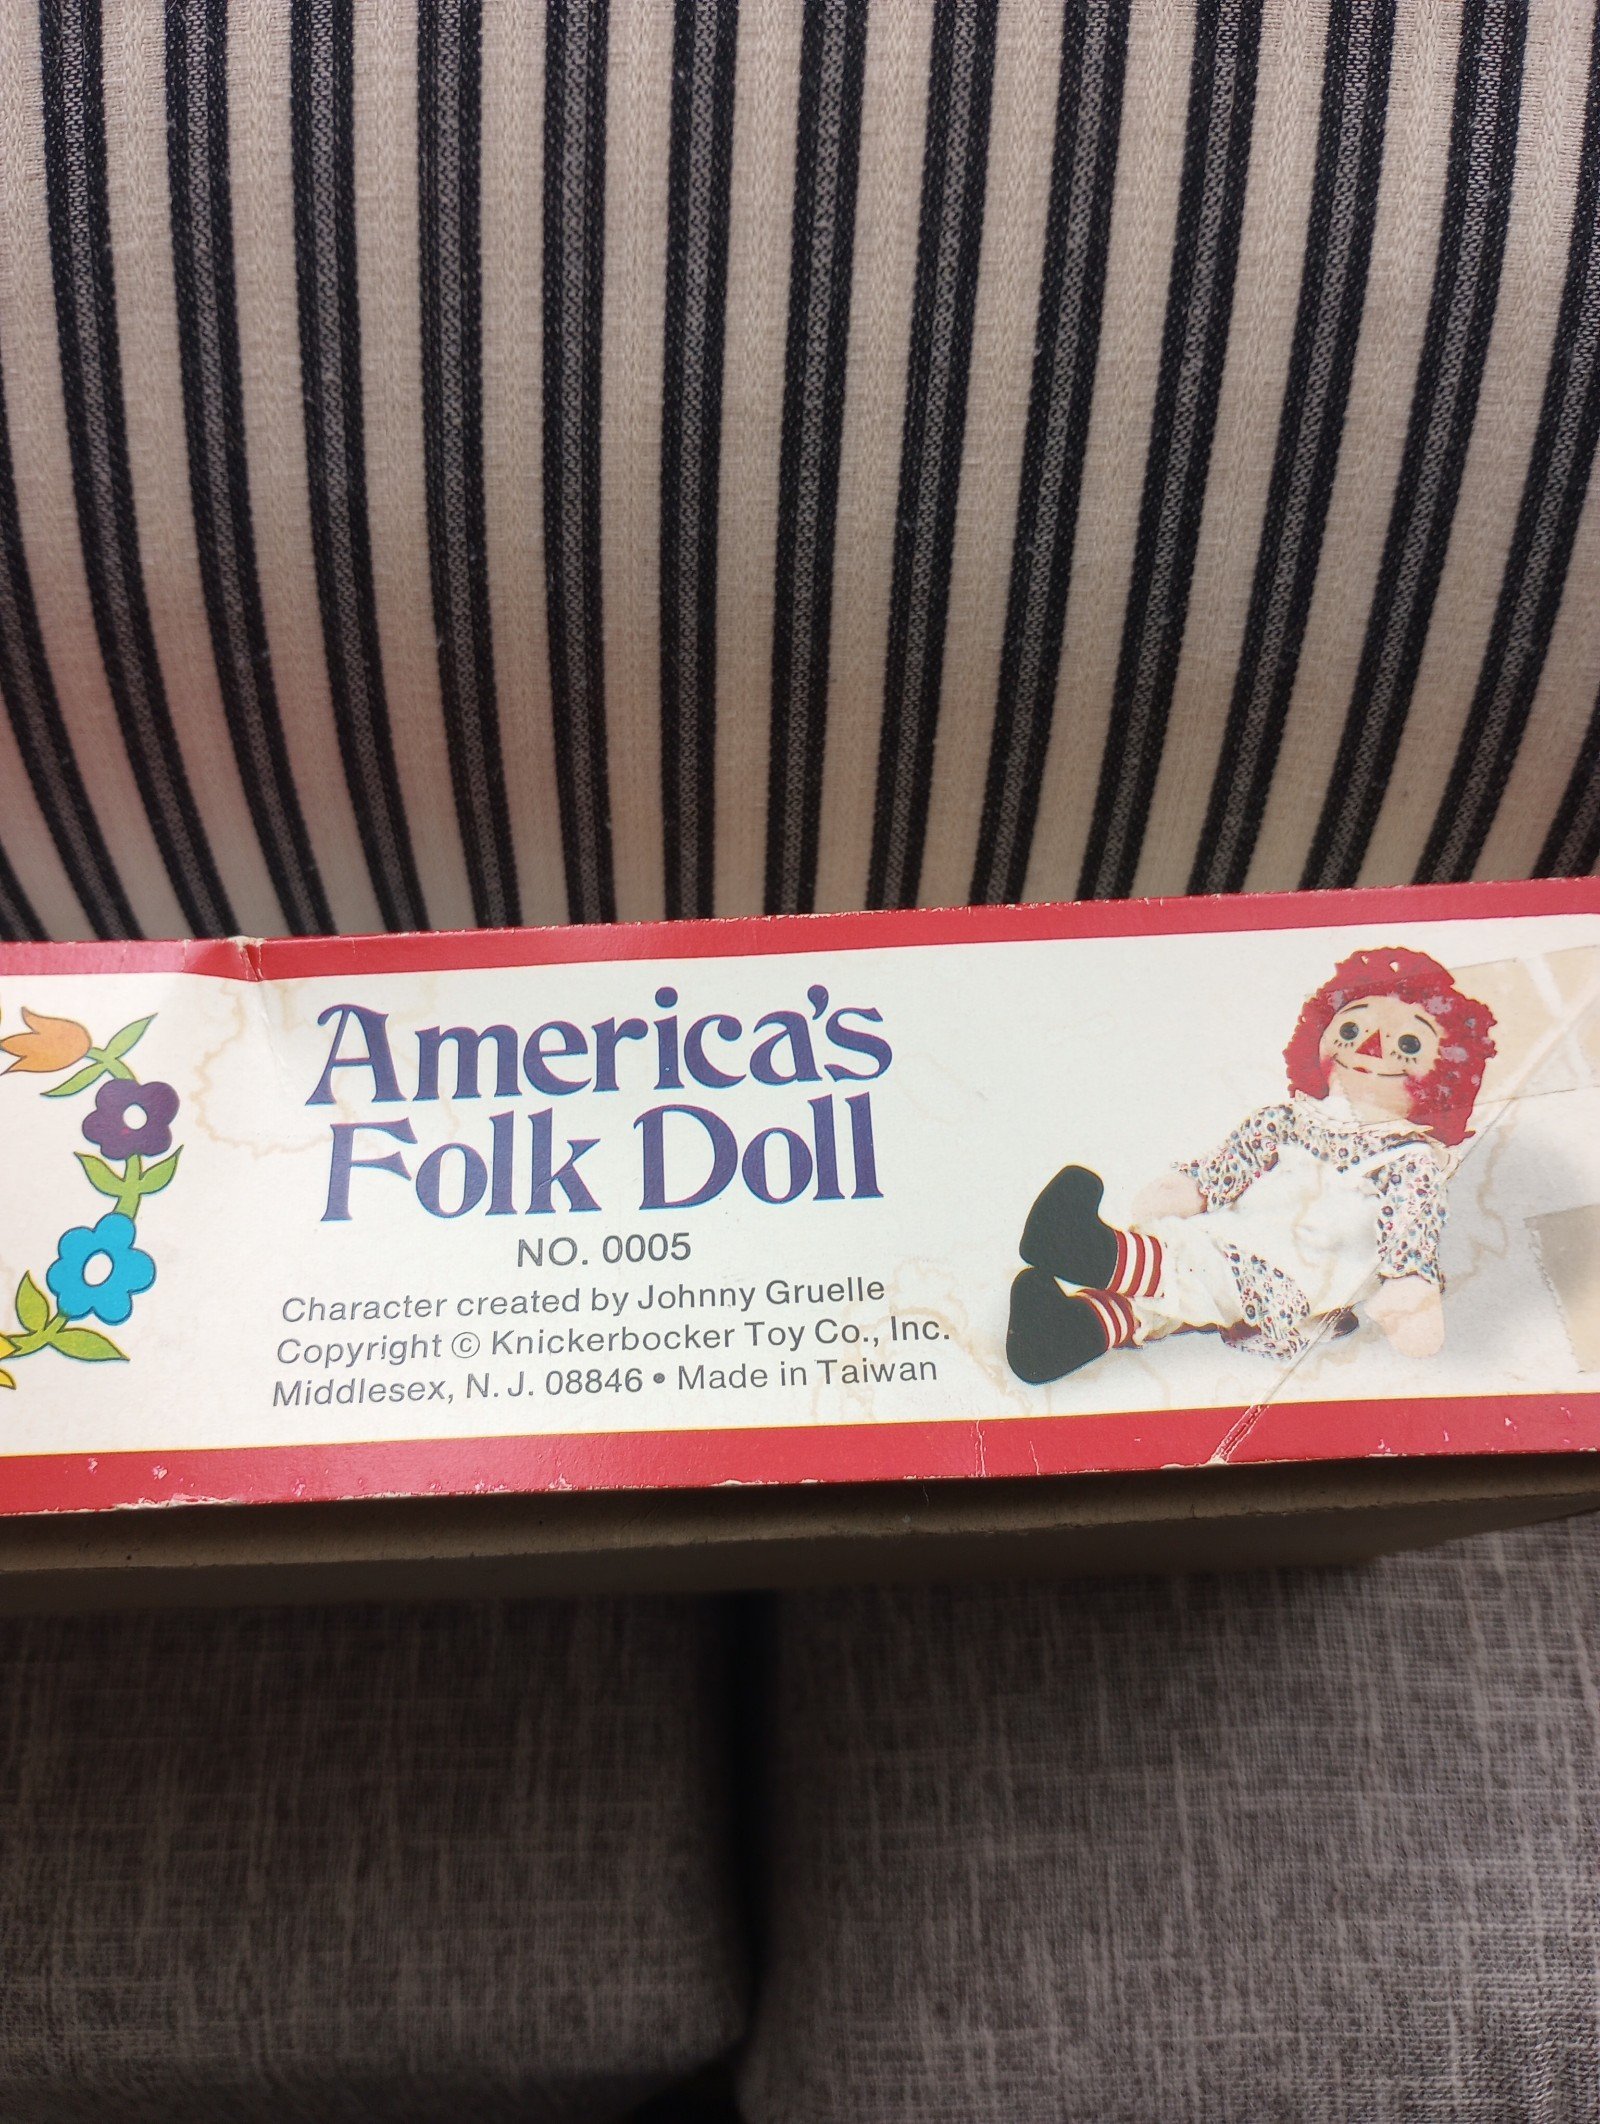 America's
Folk Doll
NO. 0005
Character created by Johnny Gruelle
Copyright © Knickerbocker Toy Co., Inc.
Middlesex, N. J. 08846 • Made in Taiwan